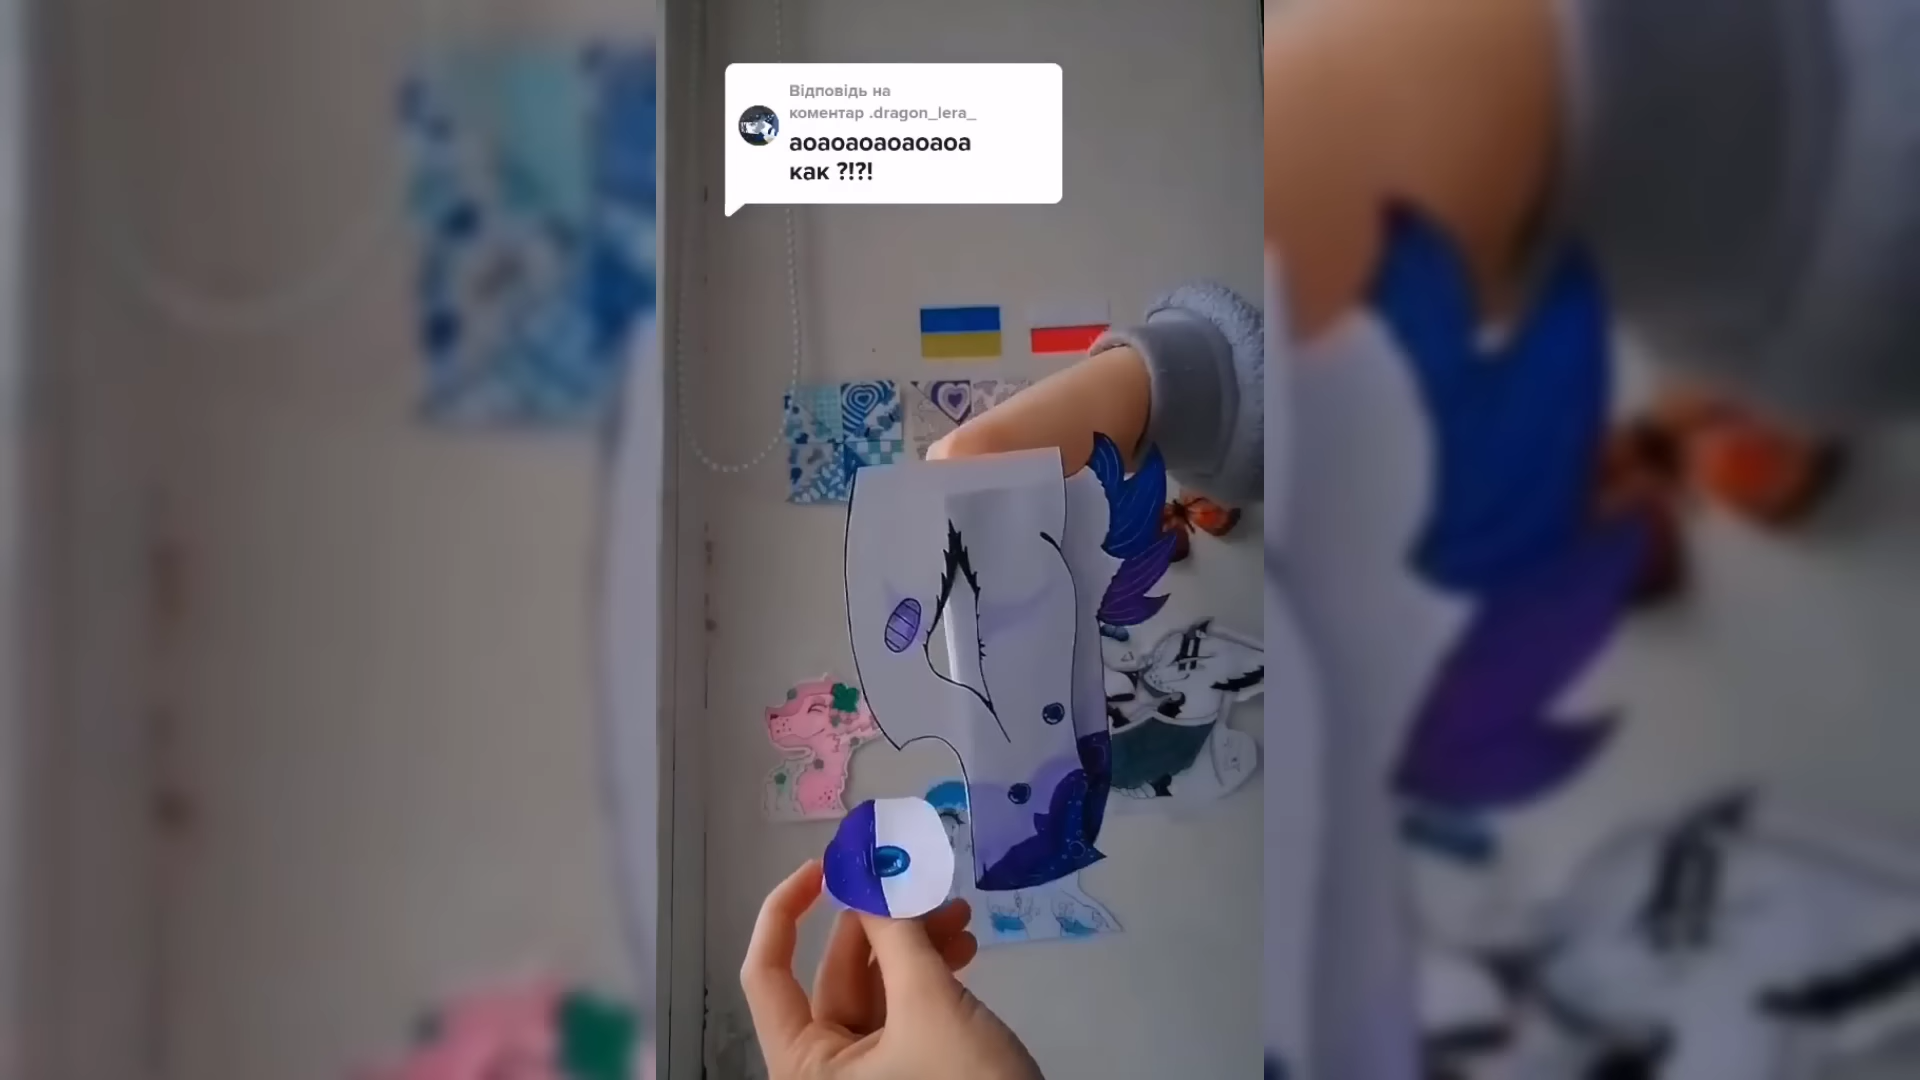 Відповідь на
коментар .dragon_lera_
аоаоаоаоаоаоа
как ?!?!